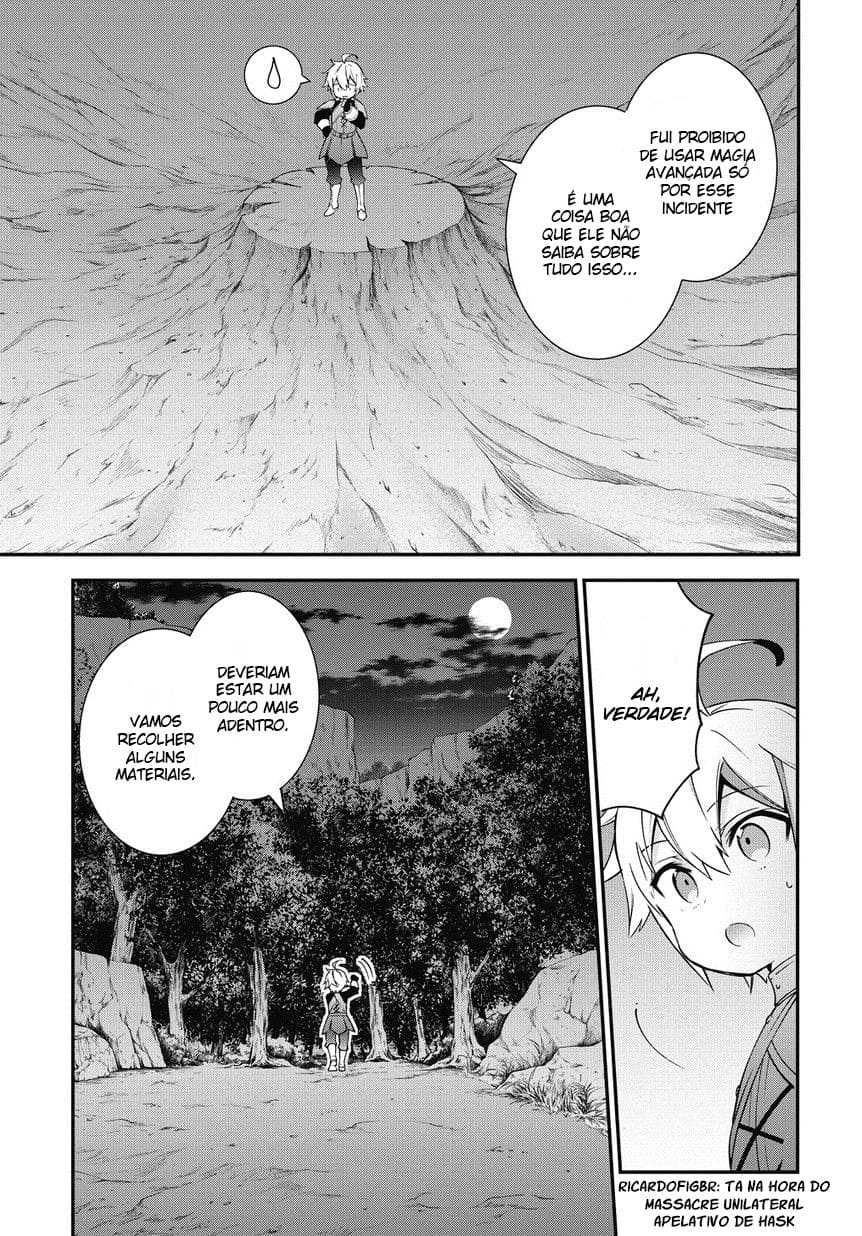 FUI PROIBIDO
DE USAR MAGIA
AVANÇADA SÓ
POR ESSE
INCIDENTE
É UMA
COISA BOA
QUE ELE NÃO
SAIBA SOBRE
TUDO ISSO...
AH,
VERDADE!
DEVERIAM
ESTAR UM
POUCO MAIS
ADENTRO.
VAMOS
RECOLHER
ALGUNS
MATERIAIS.
RICARDOFIGBR: TA NA HORA DO
MASSACRE UNILATERAL
APELATIVO DE HASK